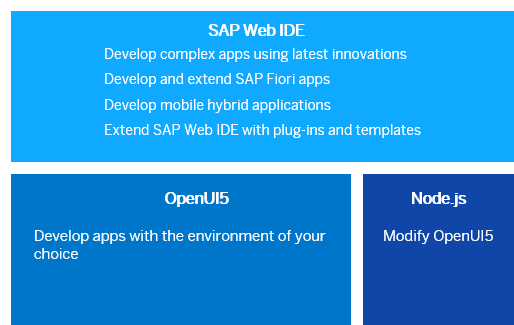 SAP Web IDE
Develop complex apps using latest innovations
Develop and extend SAP Fiori apps
Develop mobile hybrid applications
Extend SAP Web IDE with plug-ins and templates
OpenUI5
Develop apps with the environment of your
choice
Node.js
Modify OpenUI5